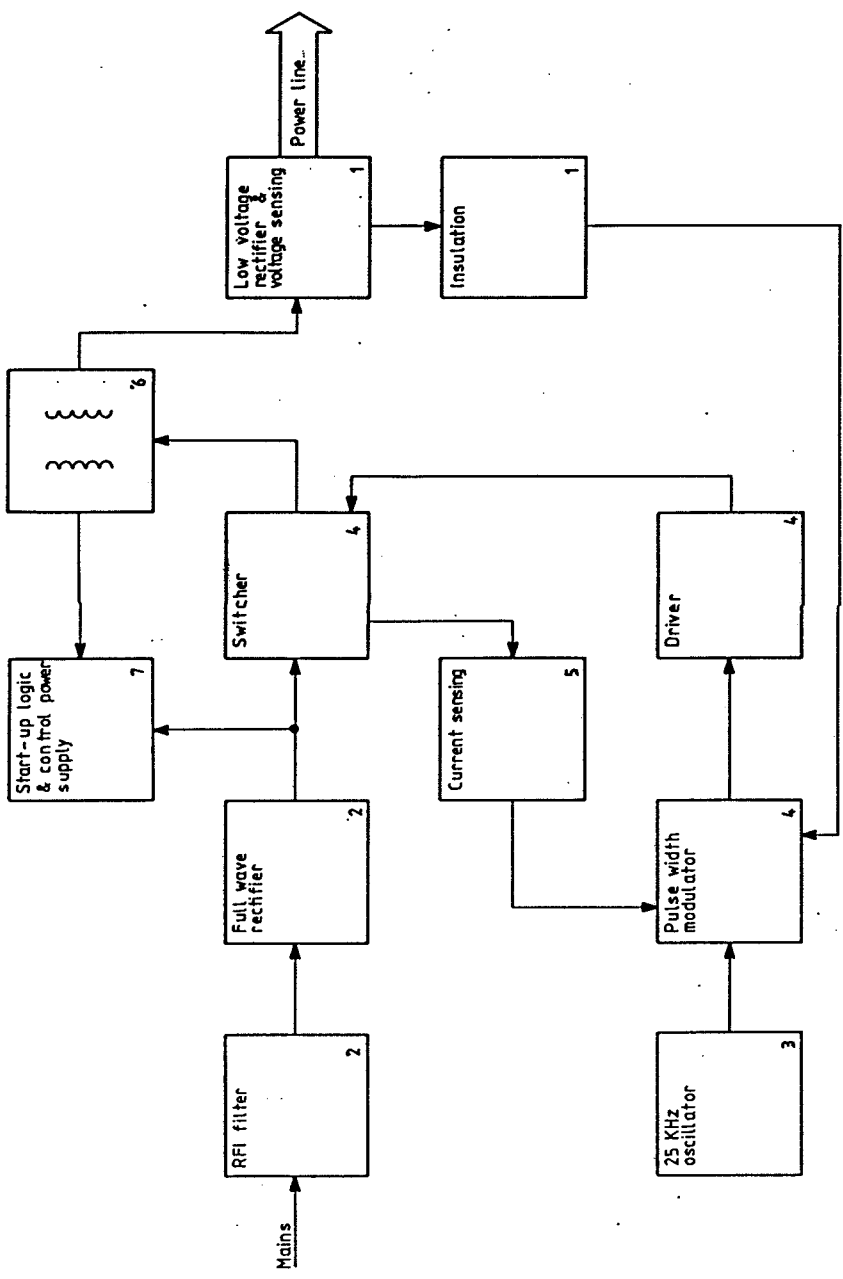 Start-up logic
& control power
supply
7
6
Mains
RFI filter
2
Full wave
rectifier
2
Switcher
4
Low voltage
rectifier &
voltage sensing
1
Power line
Current sensing
5
Insulation
1
25 KHz
oscillator
3
Pulse width
modulator
4
Driver
4